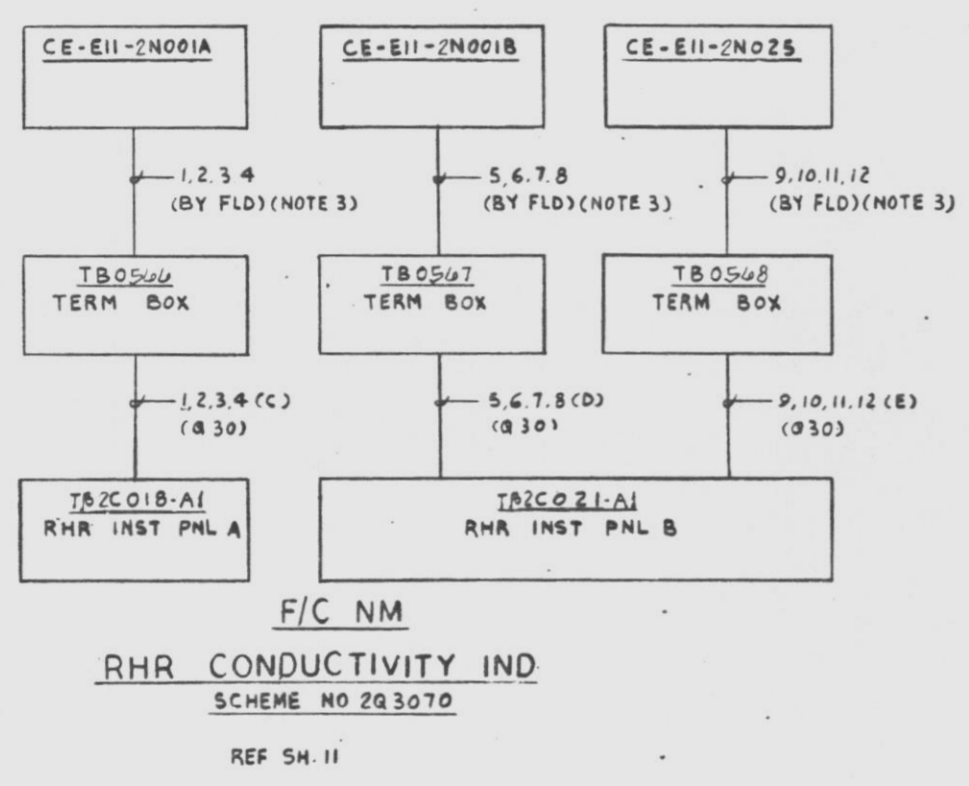 CE-E11-2N001A
CE-E11-2N001B
CE-E11-2N025
1,2.3 4
(BY FLD)(NOTE 3)
5,6.7.8
(BY FLD)(NOTE 3)
9,10.11,12
(BY FLD)(NOTE 3)
TB0566
TERM BOX
TB0567
TERM BOX
TB0568
TERM BOX
1,2,3,4 (C)
(Q30)
5,6.7.8 (D)
(Q30)
9,10,11.12 (E)
(Q30)
TB2C018-A1
RHR INST PNL A
TB2C021-A1
RHR INST PNL B
F/C NM
RHR CONDUCTIVITY IND
SCHEME NO 2Q3070
REF SH. 11